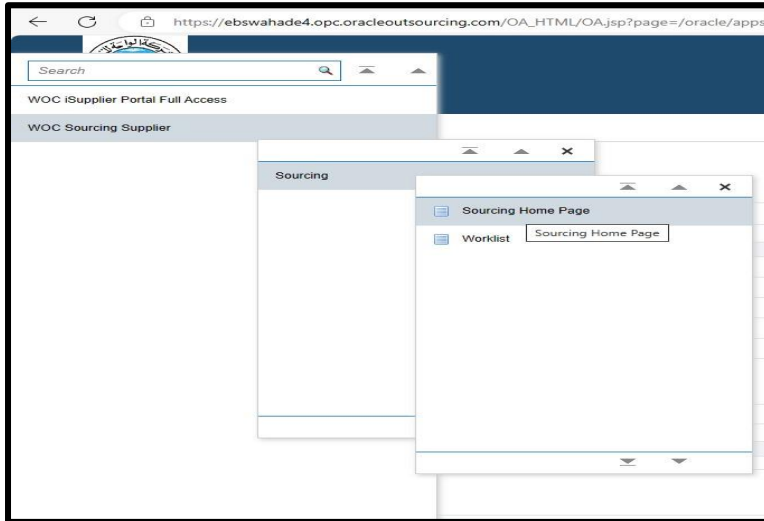 https://ebswahade4.opc.oracleoutsourcing.com/OA_HTML/OA.jsp?page=/oracle/apps
Search
WOC iSupplier Portal Full Access
WOC Sourcing Supplier
Sourcing
Sourcing Home Page
Worklist
Sourcing Home Page